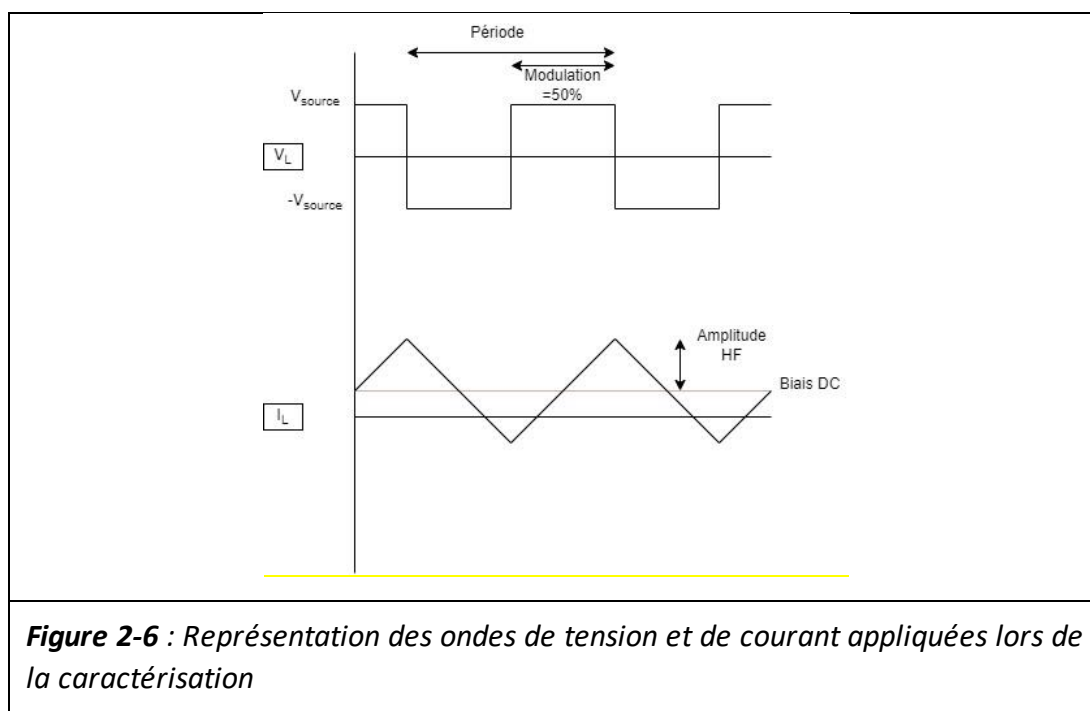 Période
Modulation
=50%
Vsource
VL
-Vsource
Amplitude
HF
Biais DC
IL
Figure 2-6 : Représentation des ondes de tension et de courant appliquées lors de
la caractérisation